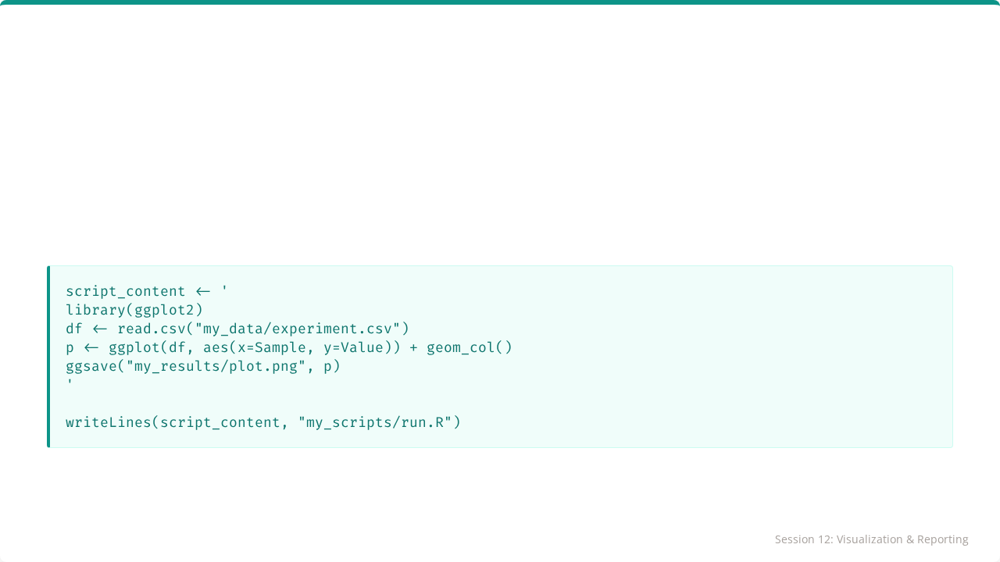 script_content <- '
library(ggplot2)
df <- read.csv("my_data/experiment.csv")
p <- ggplot(df, aes(x=Sample, y=Value)) + geom_col()
ggsave("my_results/plot.png", p)
'
writeLines(script_content, "my_scripts/run.R")
Session 12: Visualization & Reporting